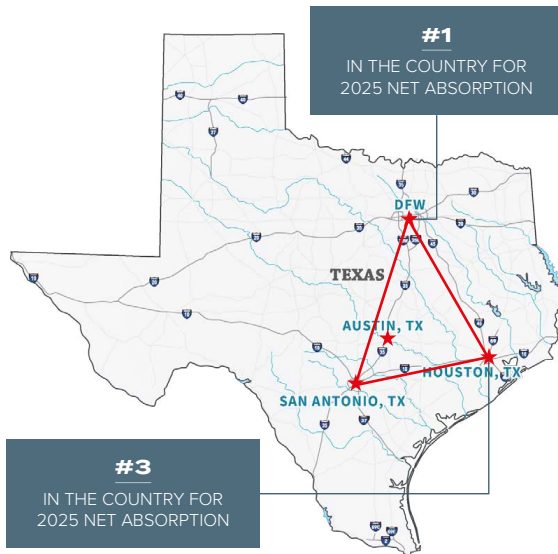 #1
IN THE COUNTRY FOR
2025 NET ABSORPTION
DFW
TEXAS
AUSTIN, TX
HOUSTON, TX
SAN ANTONIO, TX
#3
IN THE COUNTRY FOR
2025 NET ABSORPTION